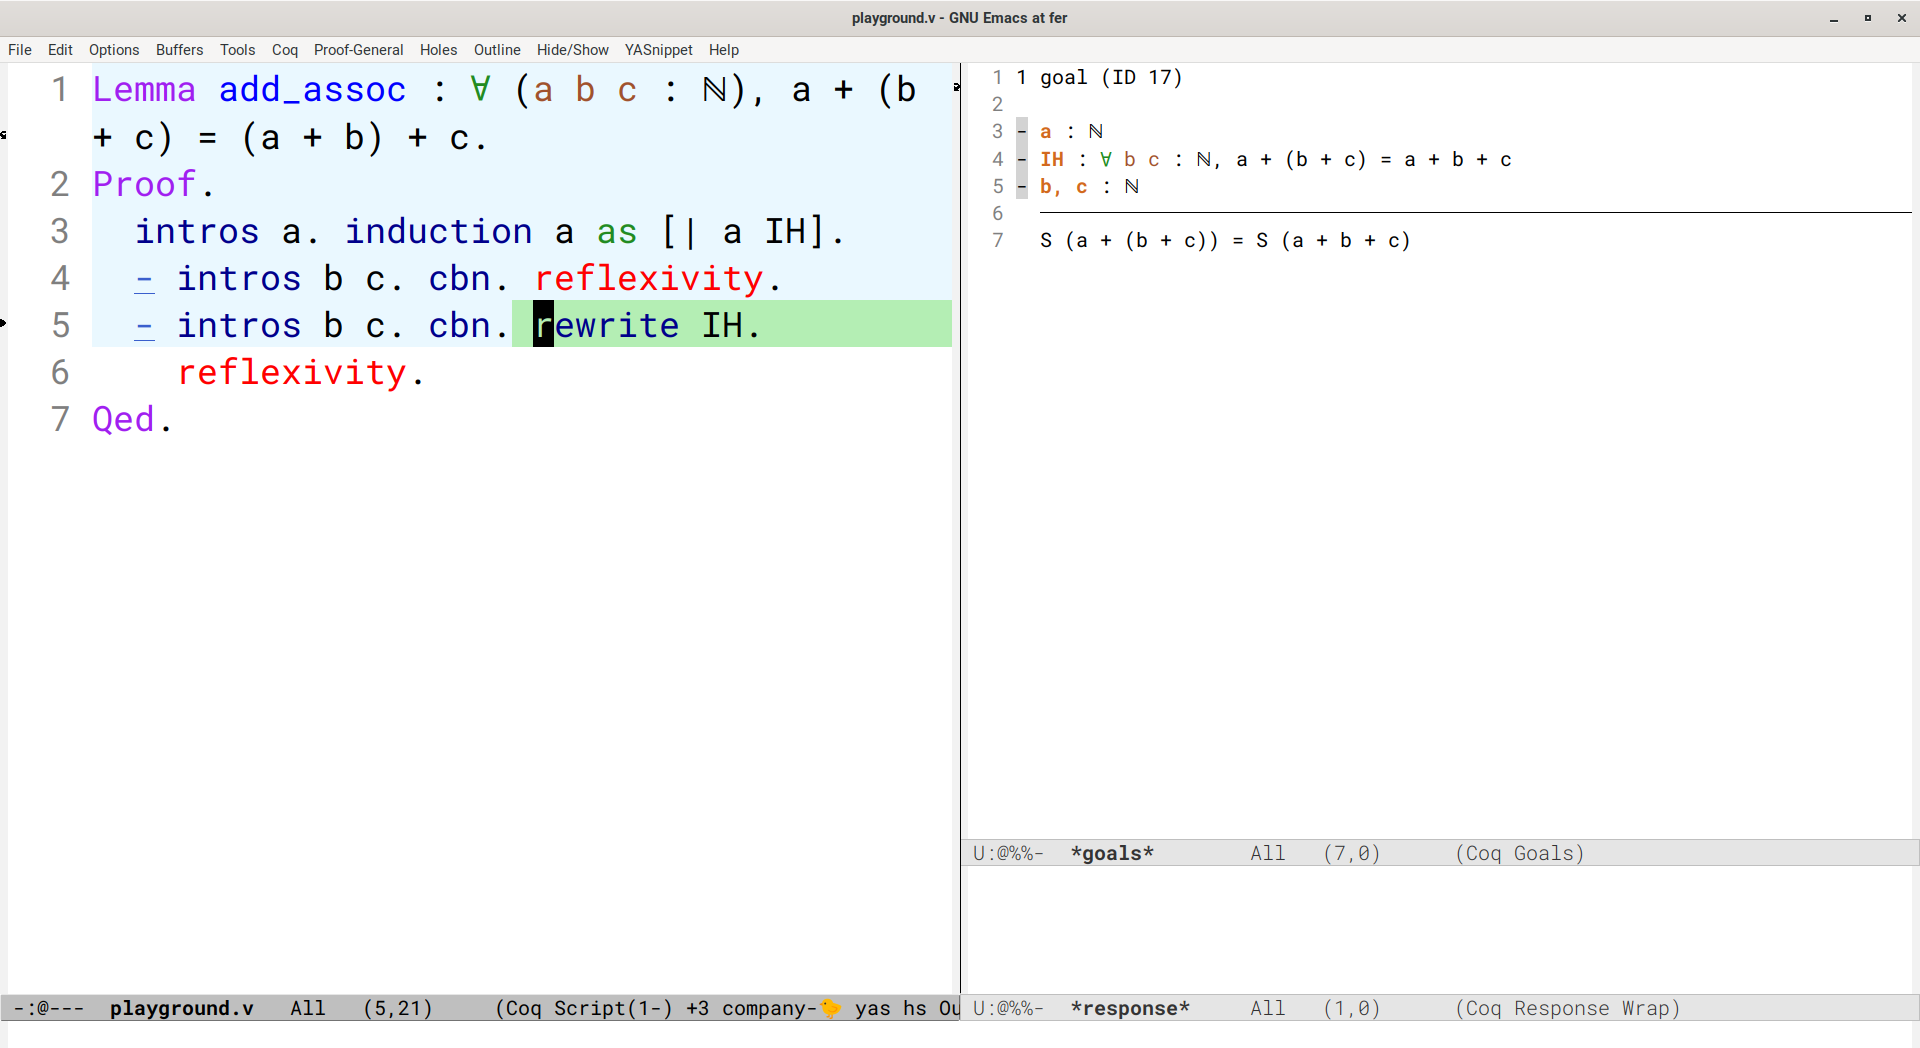 playground.v - GNU Emacs at fer
File Edit Options Buffers Tools Coq Proof-General Holes Outline Hide/Show YASnippet Help
1 Lemma add_assoc : ∀ (a b c : ℕ), a + (b
+ c) = (a + b) + c.
2 Proof.
3 intros a. induction a as [| a IH].
4 - intros b c. cbn. reflexivity.
5 - intros b c. cbn. rewrite IH.
6 reflexivity.
7 Qed.
-:@--- playground.v All (5,21) (Coq Script(1-) +3 company-🐤 yas hs Ou
1 1 goal (ID 17)
2
3 - a : ℕ
4 - IH : ∀ b c : ℕ, a + (b + c) = a + b + c
5 - b, c : ℕ
6
7 S (a + (b + c)) = S (a + b + c)
U:@%%- *goals* All (7,0) (Coq Goals)
U:@%%- *response* All (1,0) (Coq Response Wrap)